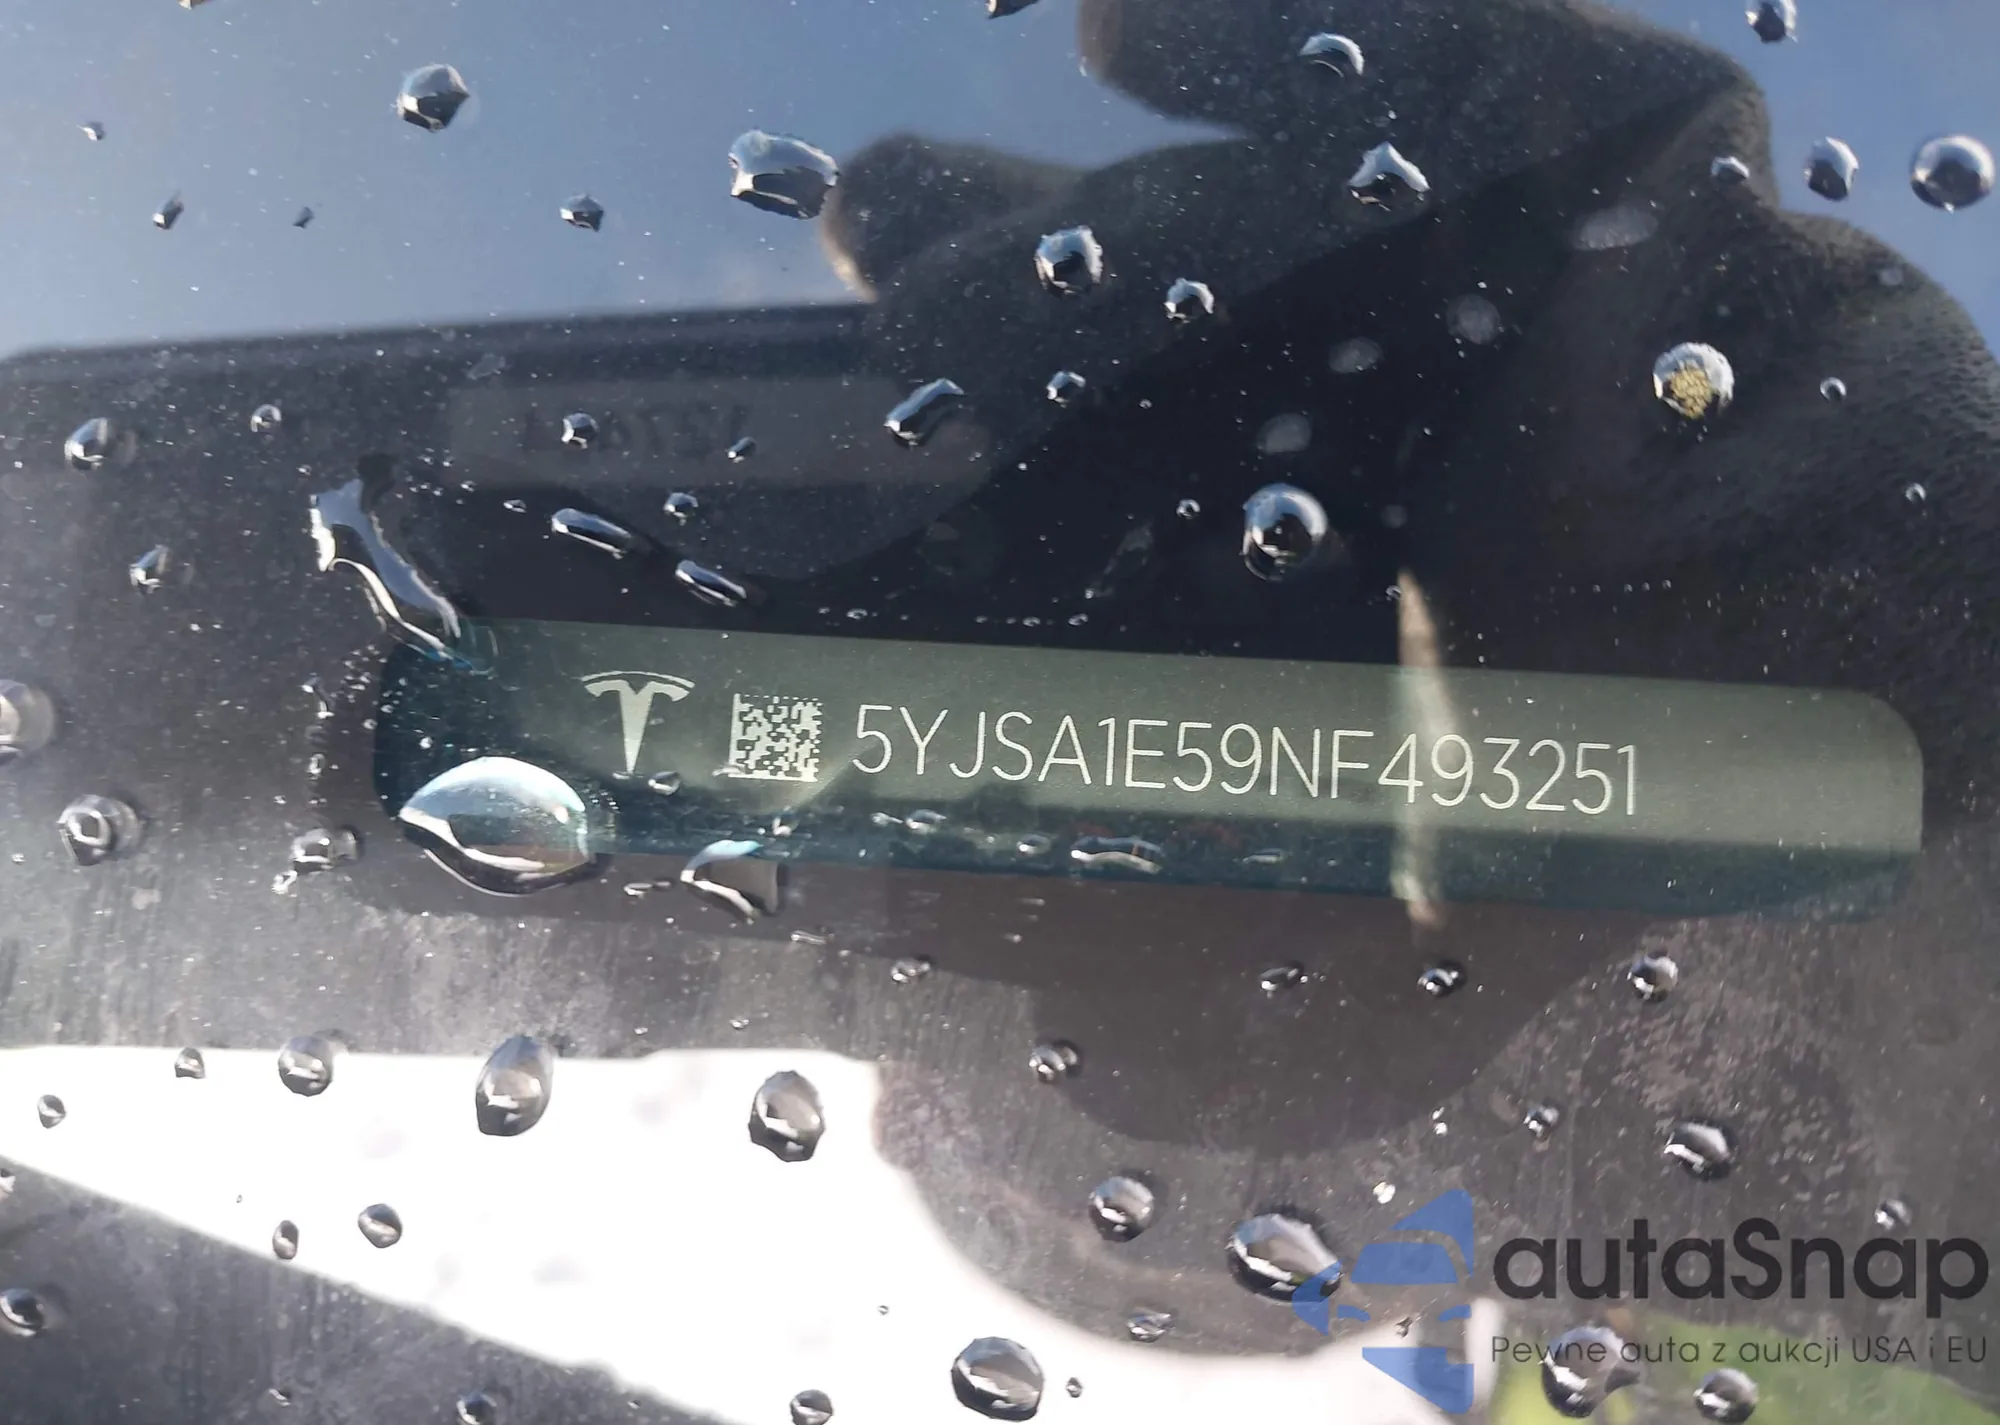 5YJSA1E59NF493251
autaSnap
Pewne auta z aukcji USA i EU